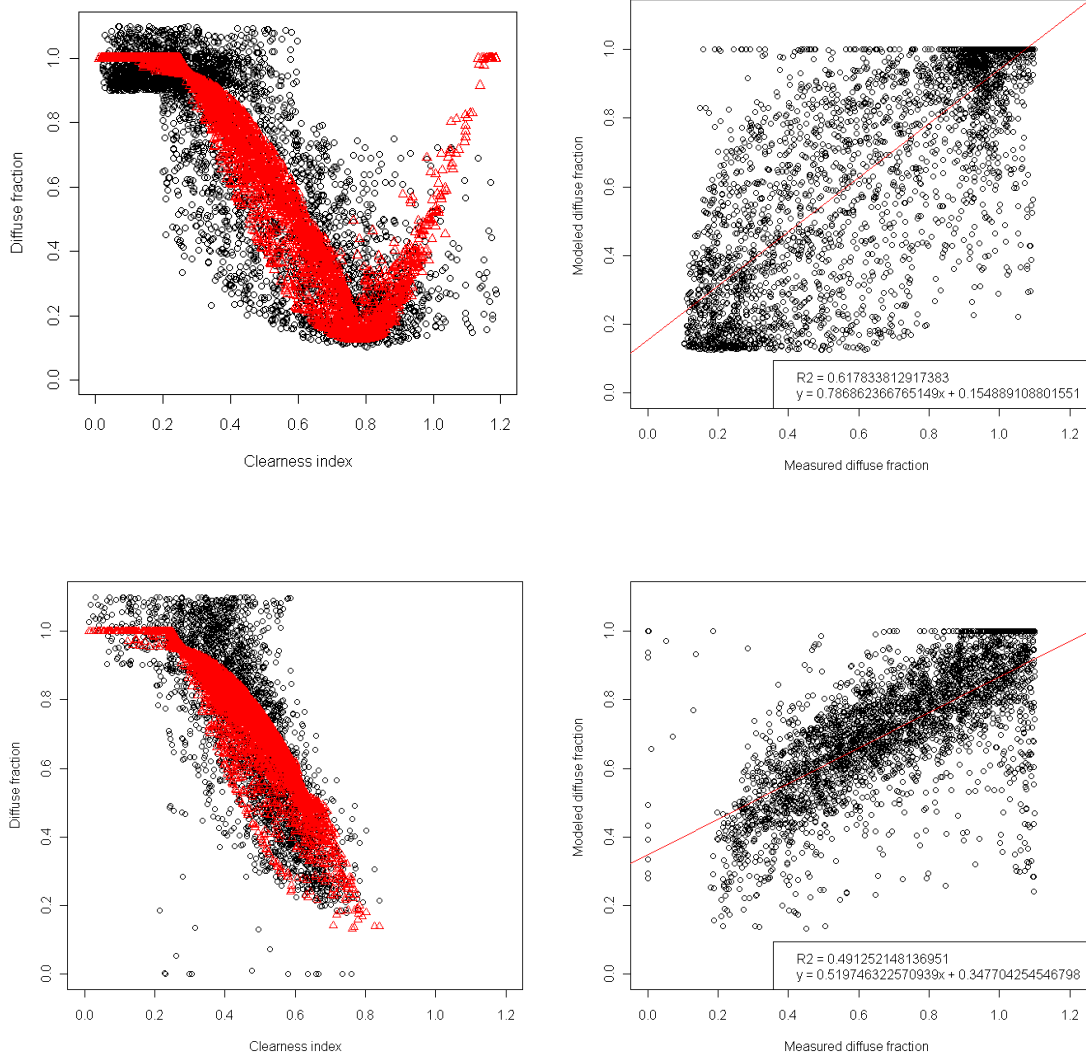 Diffuse fraction
1.0
0.8
0.6
0.4
0.2
0.0
0.0 0.2 0.4 0.6 0.8 1.0 1.2
Clearness index
Modeled diffuse fraction
1.0
0.8
0.6
0.4
0.2
0.0
R2 = 0.617833812917383
y = 0.786862366765149x + 0.154889108801551
0.0 0.2 0.4 0.6 0.8 1.0 1.2
Measured diffuse fraction
Diffuse fraction
1.0
0.8
0.6
0.4
0.2
0.0
0.0 0.2 0.4 0.6 0.8 1.0 1.2
Clearness index
Modeled diffuse fraction
1.0
0.8
0.6
0.4
0.2
0.0
R2 = 0.491252148136951
y = 0.519746322570939x + 0.347704254546798
0.0 0.2 0.4 0.6 0.8 1.0 1.2
Measured diffuse fraction